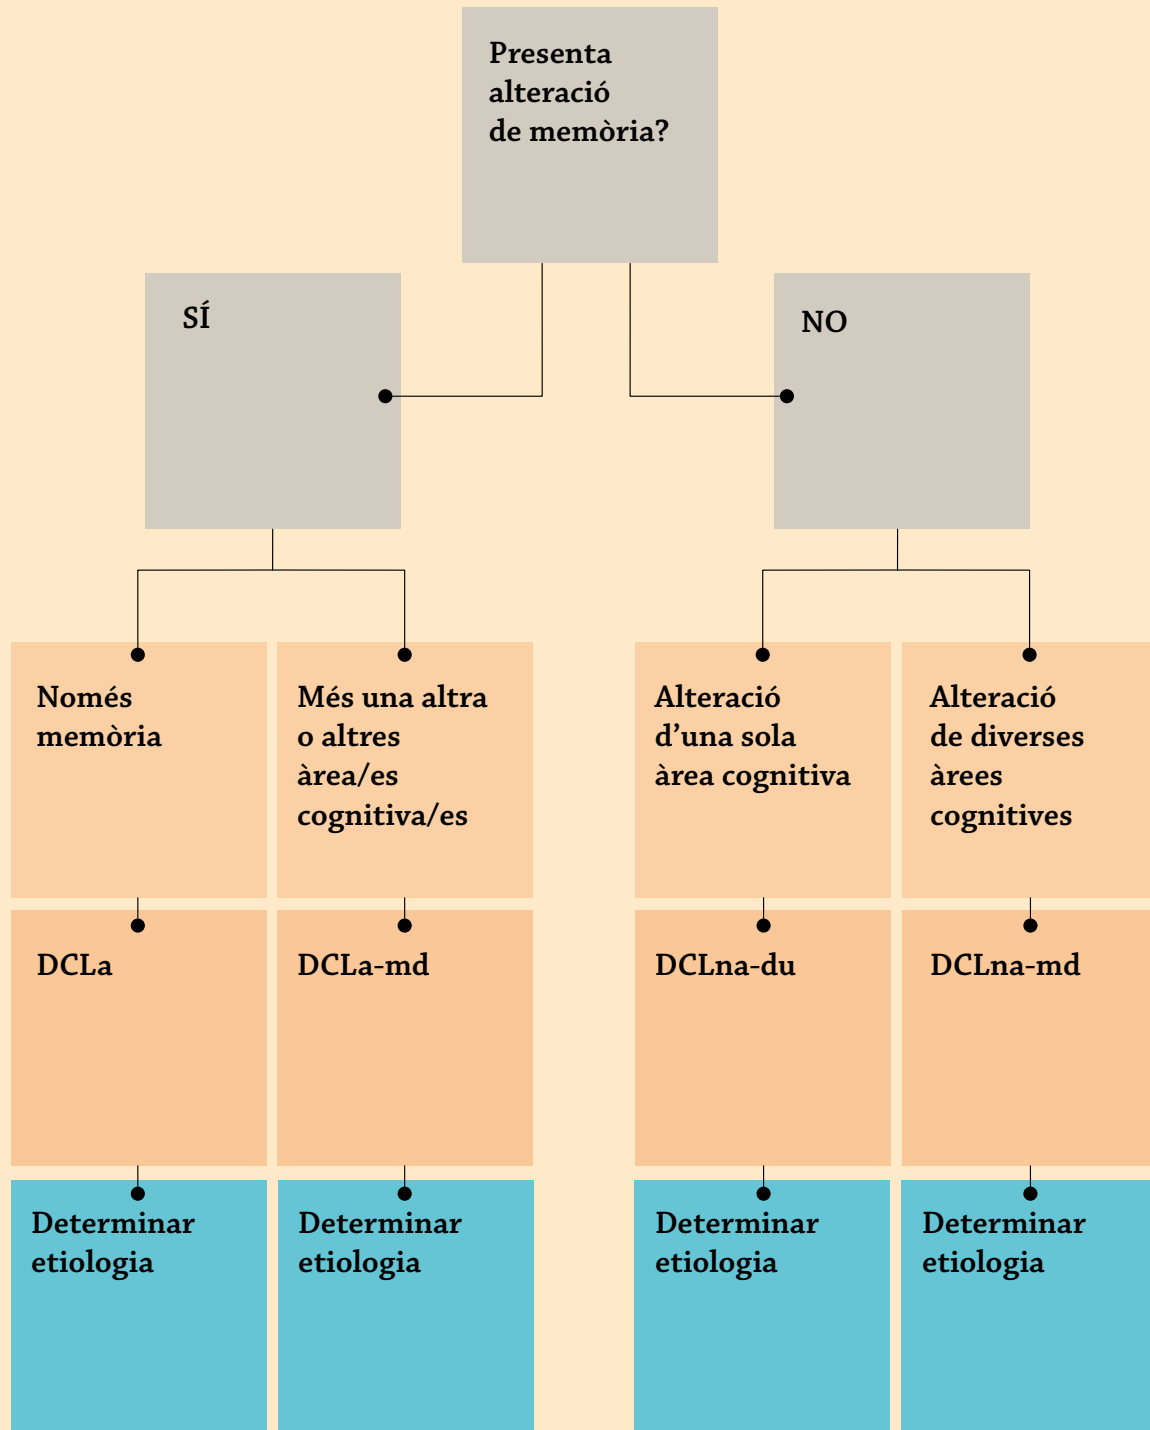 Presenta
alteració
de memòria?
SÍ
NO
Només
memòria
Més una altra
o altres
àrea/es
cognitiva/es
Alteració
d’una sola
àrea cognitiva
Alteració
de diverses
àrees
cognitives
DCLa
DCLa-md
DCLna-du
DCLna-md
Determinar
etiologia
Determinar
etiologia
Determinar
etiologia
Determinar
etiologia